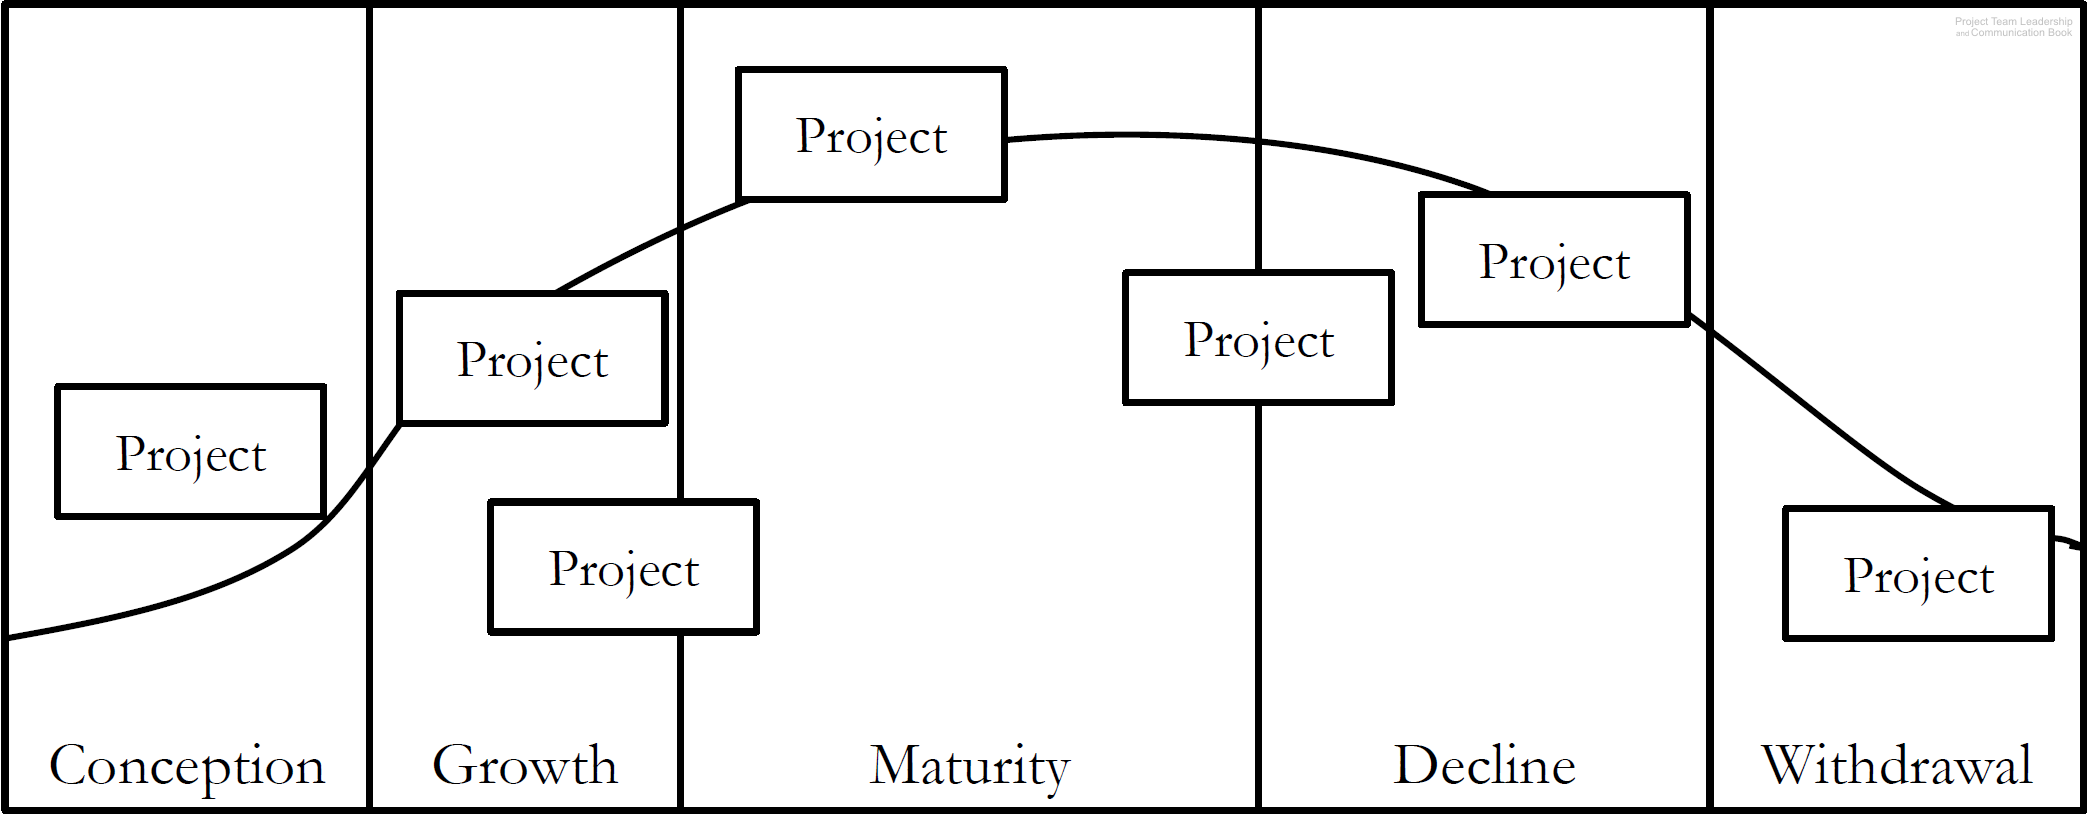 Project Team Leadership
and Communication Book
Project
Project
Project
Project
Project
Project
Project
Conception
Growth
Maturity
Decline
Withdrawal